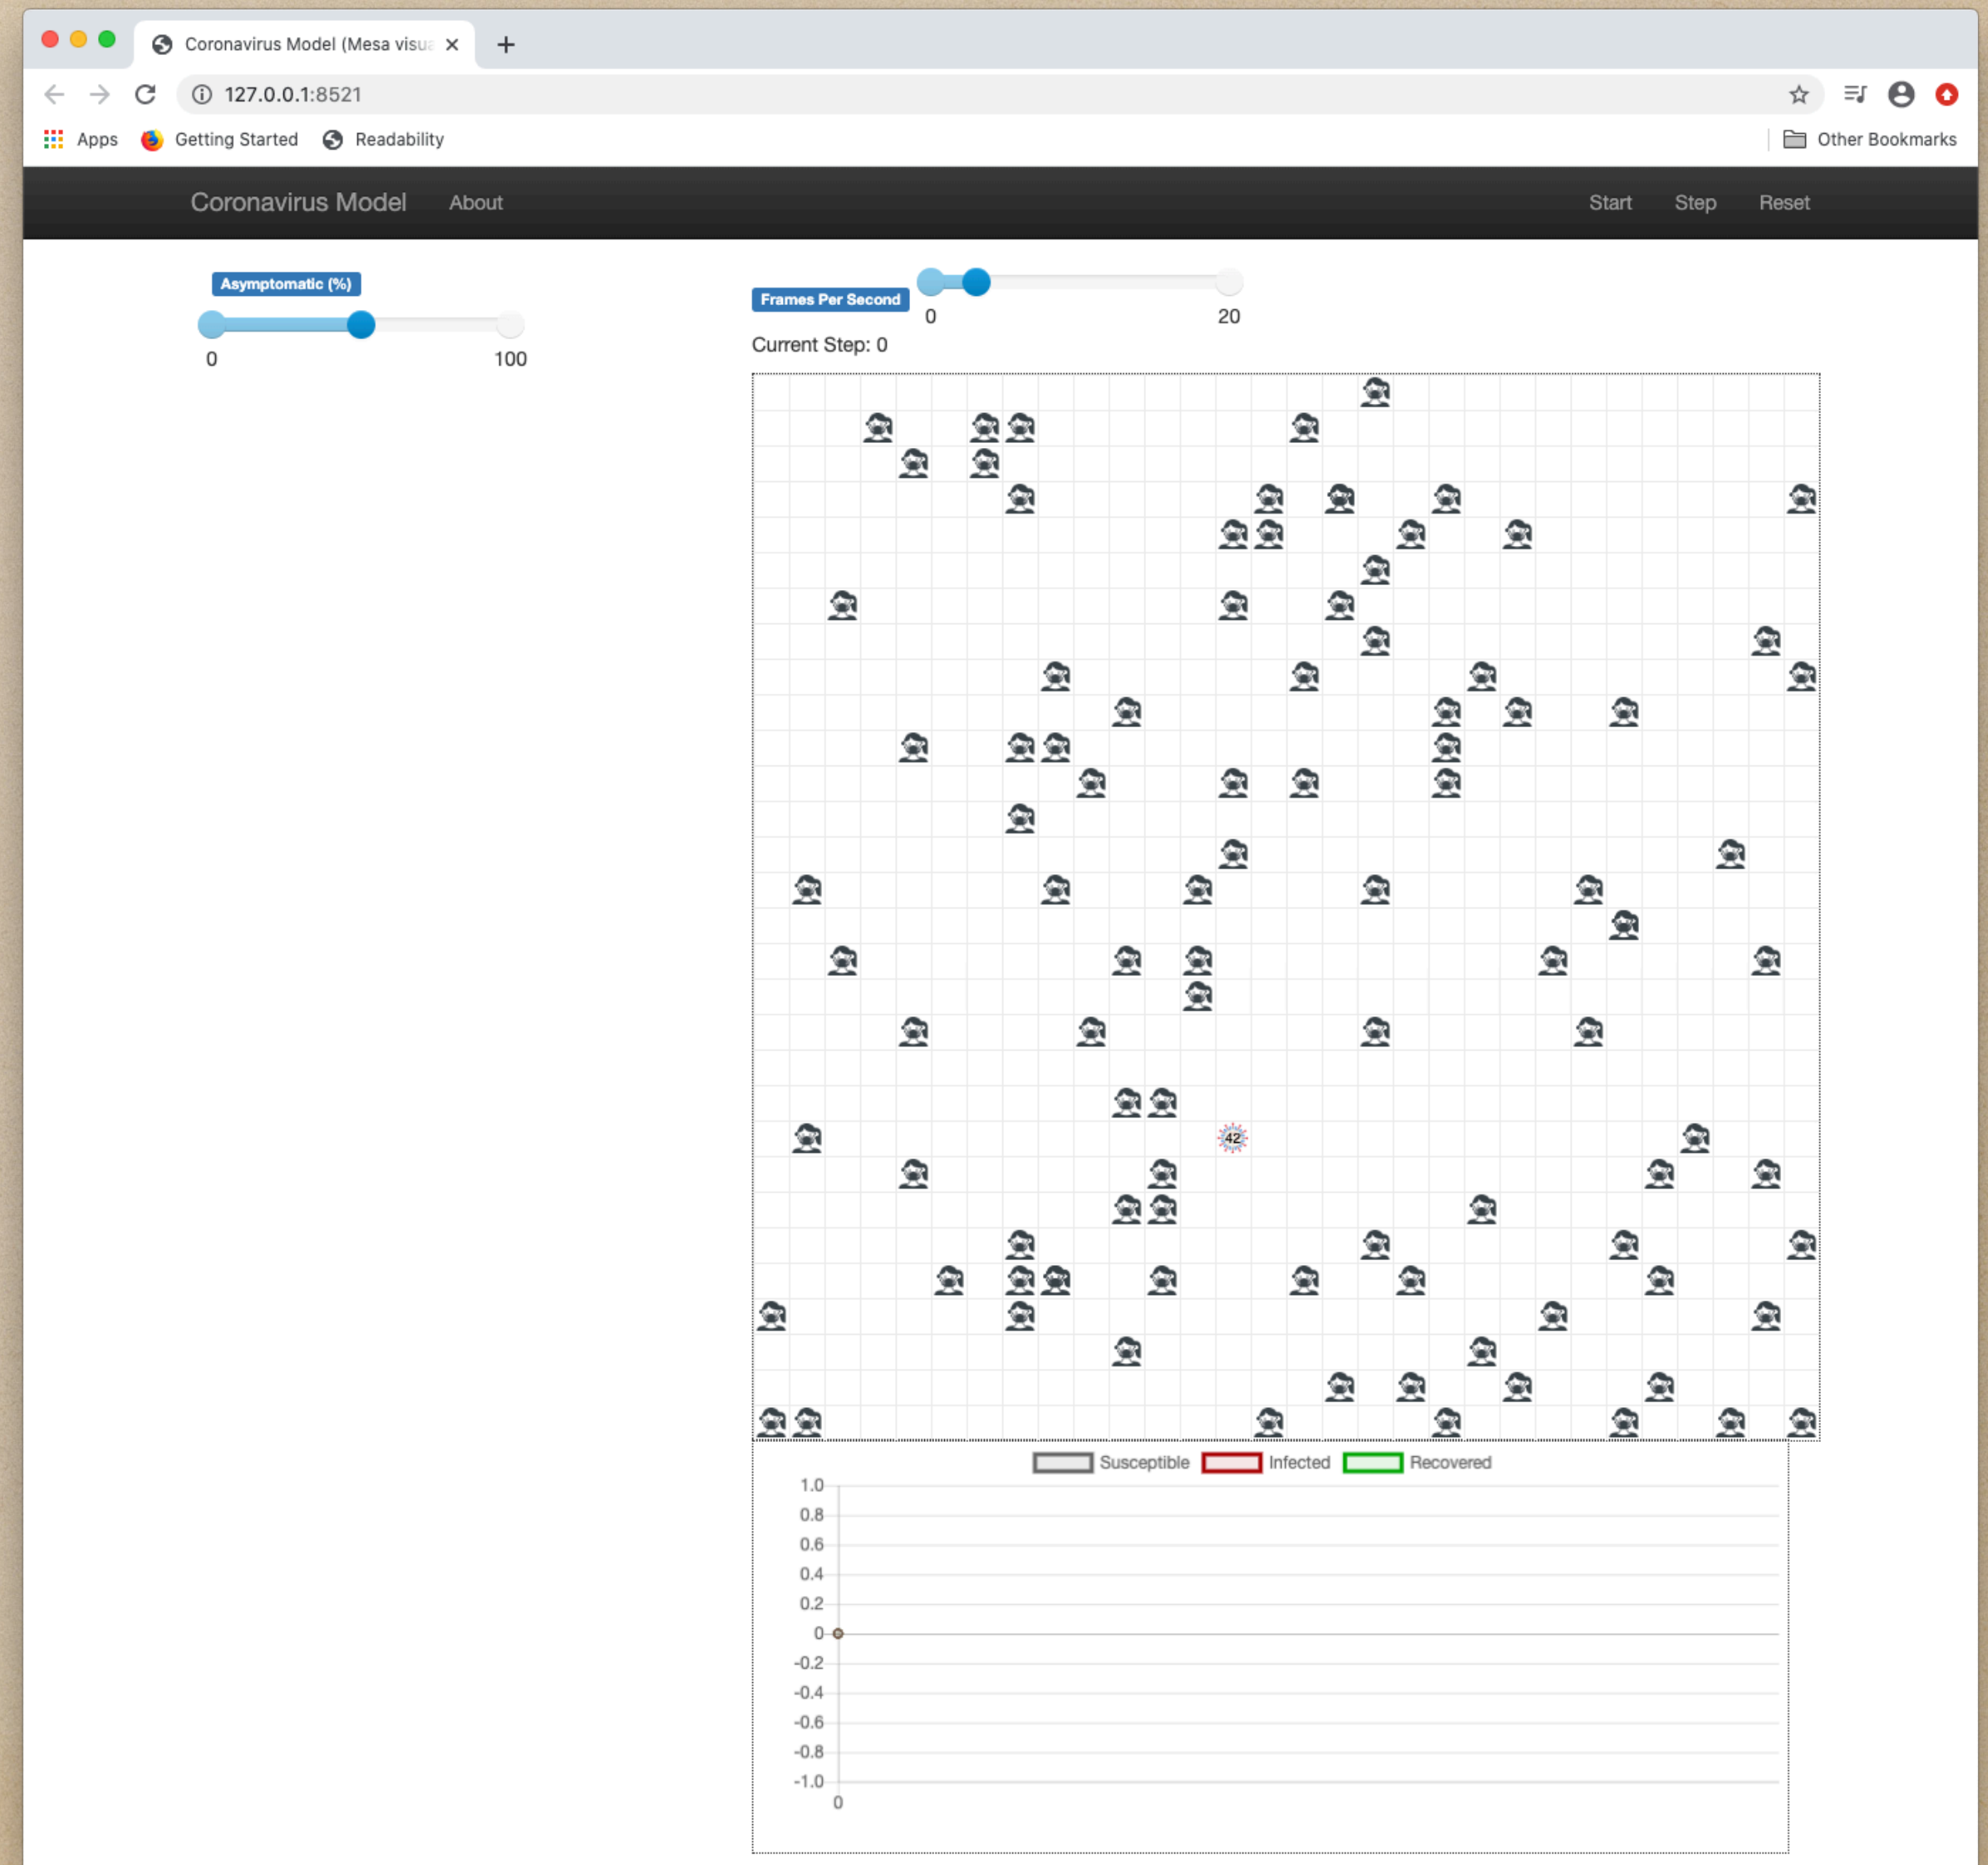 Coronavirus Model (Mesa visua
127.0.0.1:8521
Apps Getting Started Readability Other Bookmarks
Coronavirus Model About Start Step Reset
Asymptomatic (%)
0 100
Frames Per Second
0 20
Current Step: 0
42
Susceptible Infected Recovered
1.0
0.8
0.6
0.4
0.2
0
-0.2
-0.4
-0.6
-0.8
-1.0
0